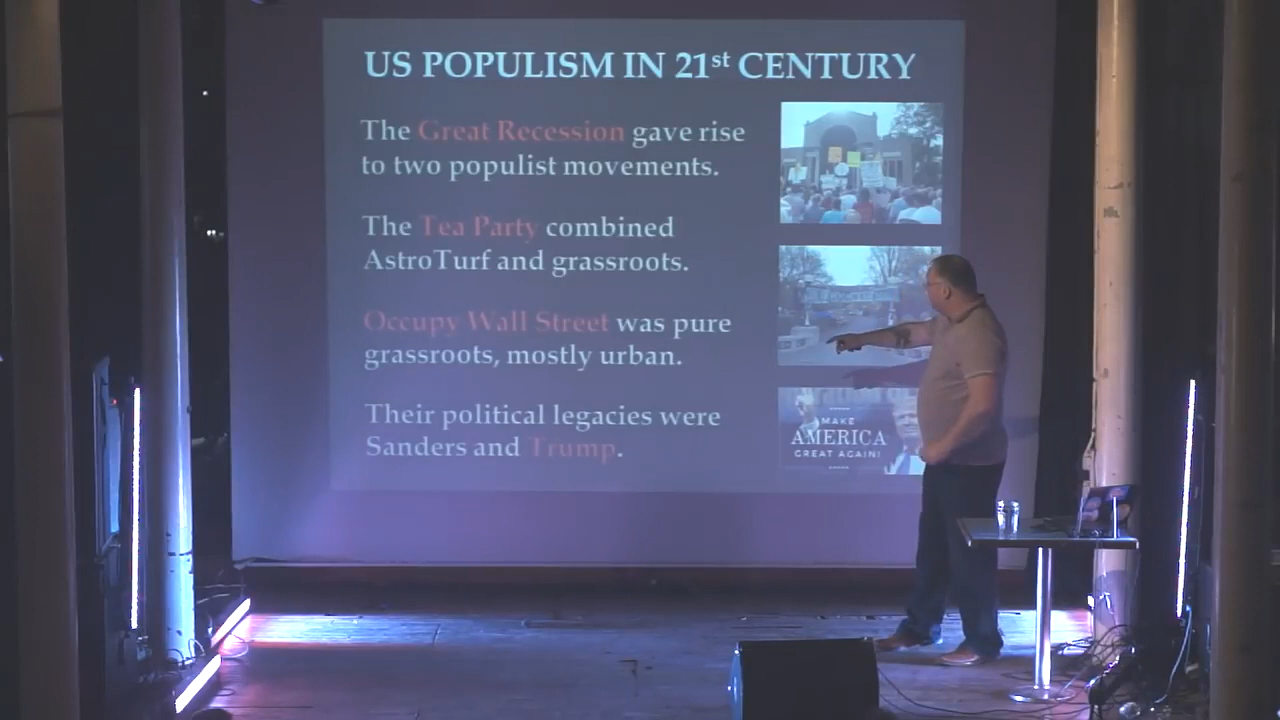 US POPULISM IN 21st CENTURY
The Great Recession gave rise
to two populist movements.
The Tea Party combined
AstroTurf and grassroots.
Occupy Wall Street was pure
grassroots, mostly urban.
Their political legacies were
Sanders and Trump.
MAKE
AMERICA
GREAT AGAIN!